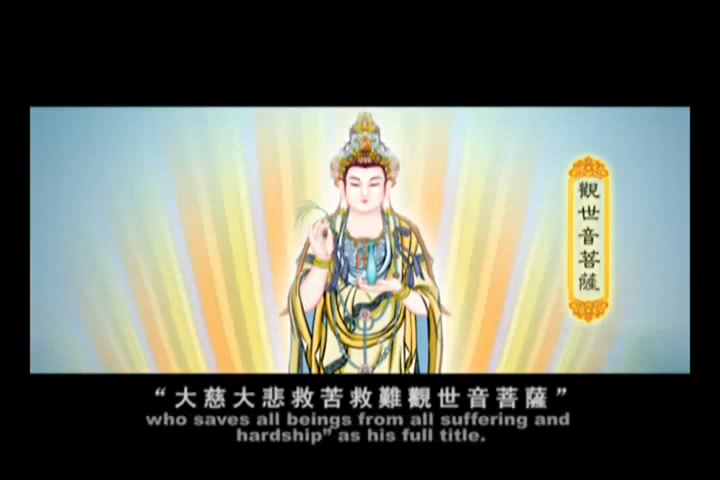 觀世音菩薩
“大慈大悲救苦救難觀世音菩薩”
who saves all beings from all suffering and
hardship” as his full title.